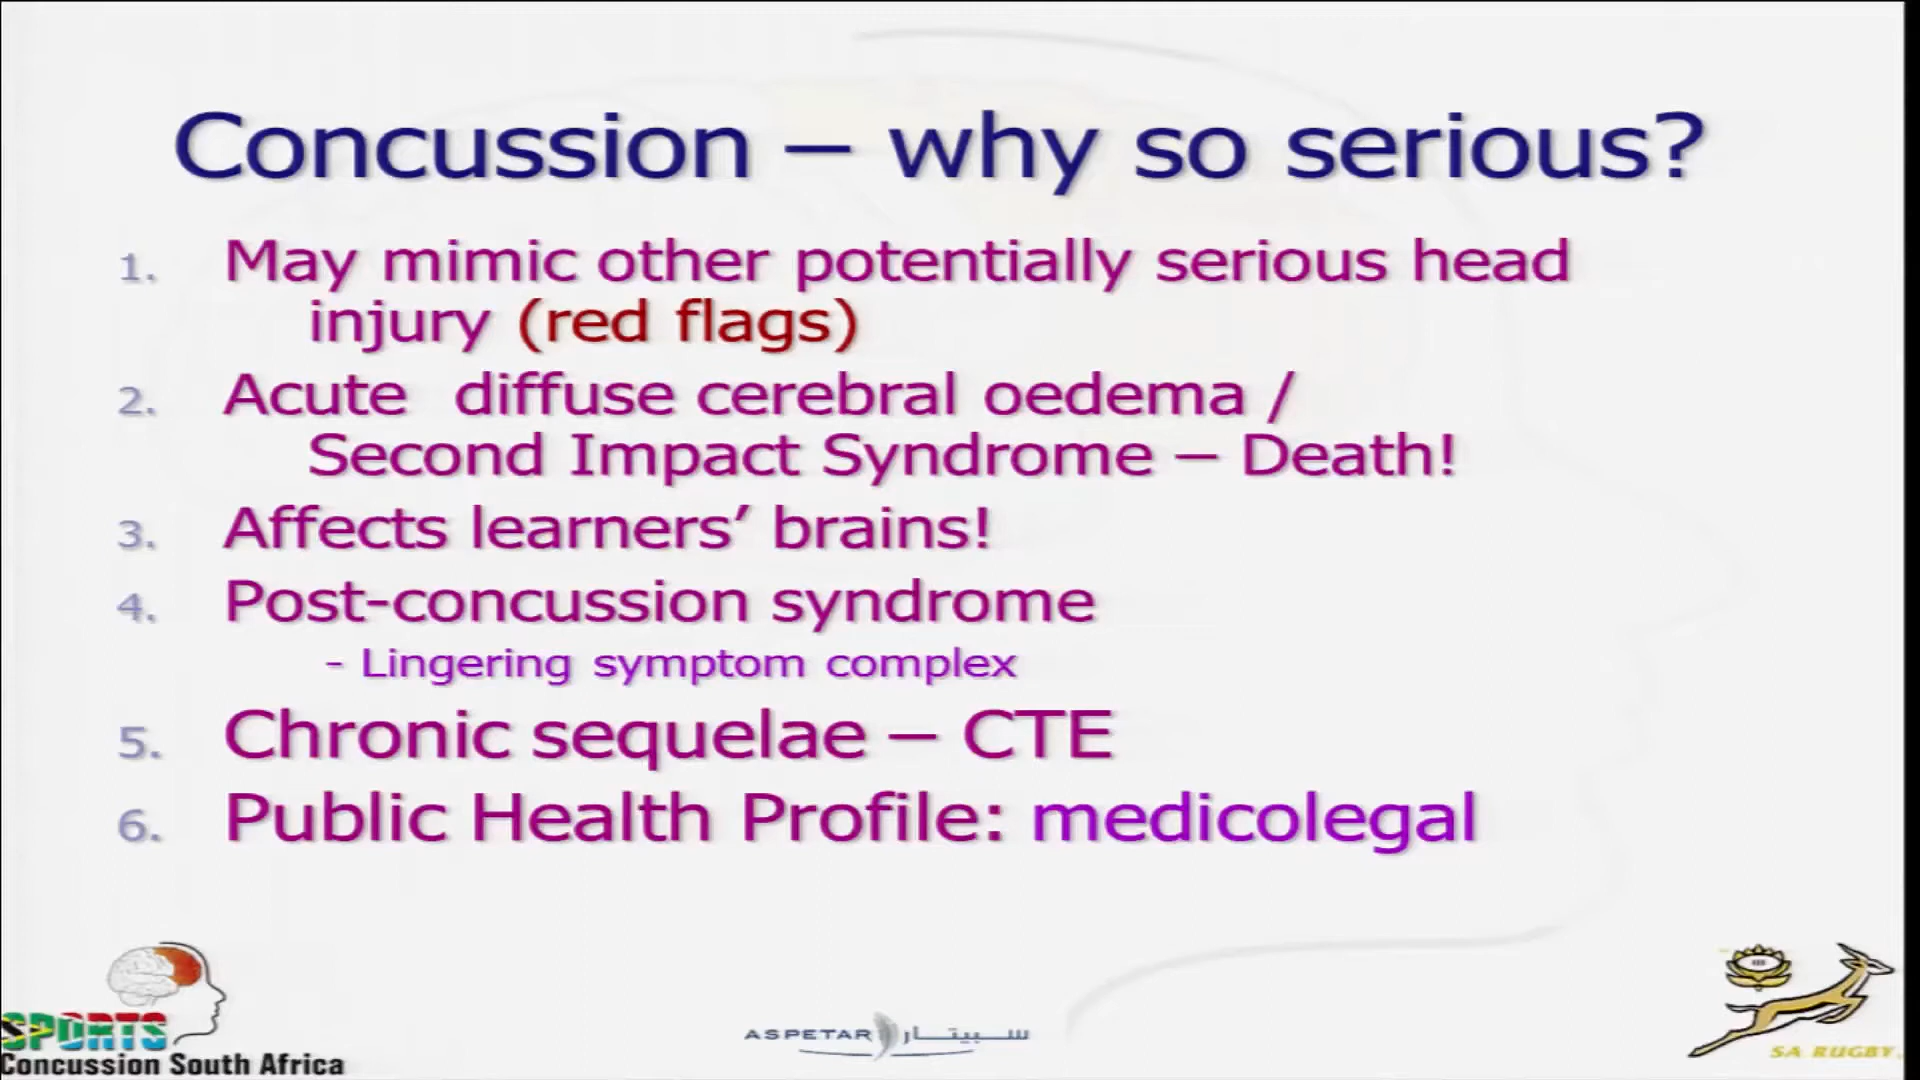 Concussion – why so serious?
1. May mimic other potentially serious head
injury (red flags)
2. Acute diffuse cerebral oedema /
Second Impact Syndrome – Death!
3. Affects learners’ brains!
4. Post-concussion syndrome
- Lingering symptom complex
5. Chronic sequelae – CTE
6. Public Health Profile: medicolegal
SPORTS
Concussion South Africa
ASPETAR سبيتار
SA RUGBY